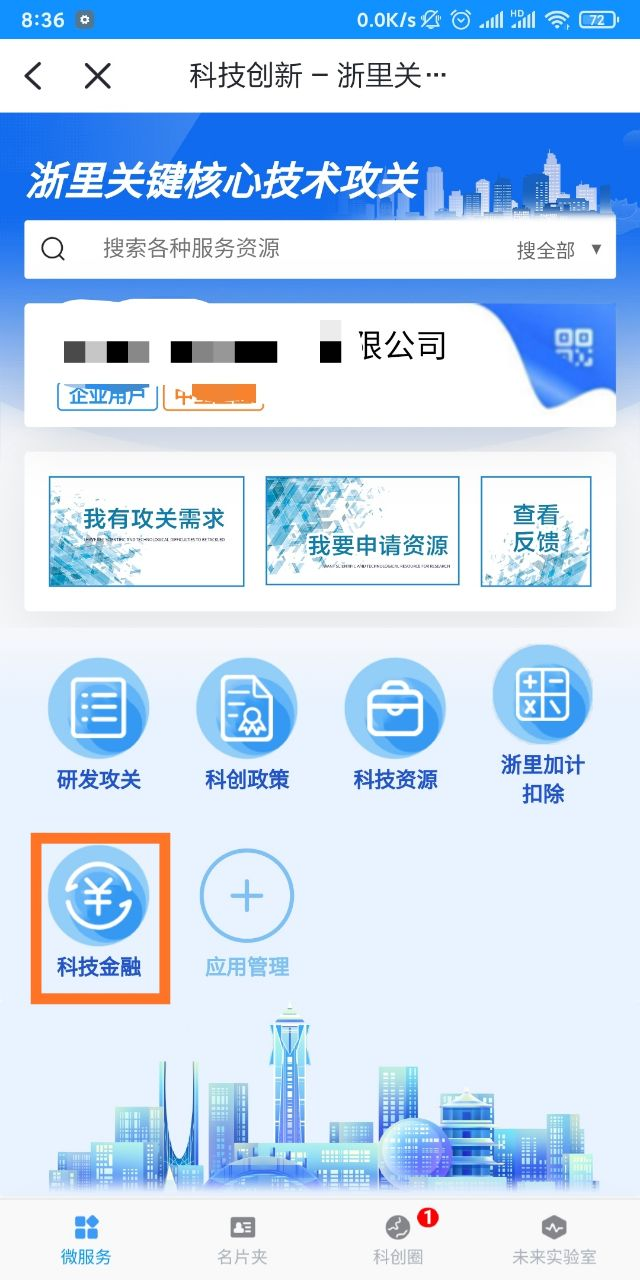 8:36
0.0K/s
HD
72
科技创新 – 浙里关…
浙里关键核心技术攻关
搜索各种服务资源
搜全部
限公司
企业用户
我有攻关需求
我要申请资源
查看
反馈
研发攻关
科创政策
科技资源
浙里加计
扣除
科技金融
应用管理
微服务
名片夹
科创圈
1
未来实验室